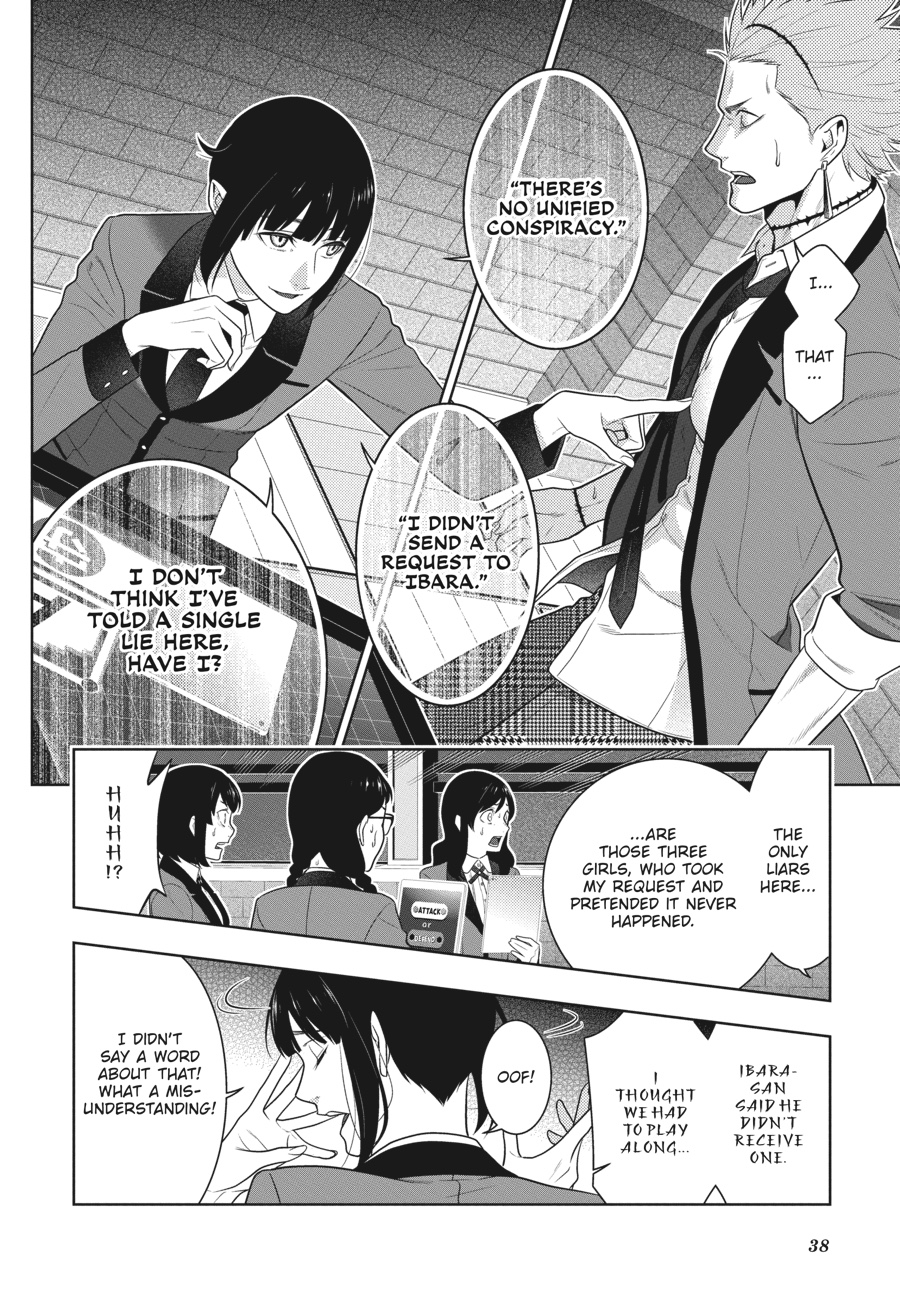 I...
THAT
...
"THERE'S
NO UNIFIED
CONSPIRACY."
"I DIDN'T
SEND A
REQUEST TO
IBARA."
I DON'T
THINK I'VE
TOLD A SINGLE
LIE HERE,
HAVE I?
THE
ONLY
LIARS
HERE...
...ARE
THOSE THREE
GIRLS, WHO TOOK
MY REQUEST AND
PRETENDED IT NEVER
HAPPENED.
HUHH!?
ATTACK
or
DEFEND
IBARA-
SAN
SAID HE
DIDN'T
RECEIVE
ONE.
I
THOUGHT
WE HAD
TO PLAY
ALONG...
OOF!
I DIDN'T
SAY A WORD
ABOUT THAT!
WHAT A MIS-
UNDERSTANDING!
38